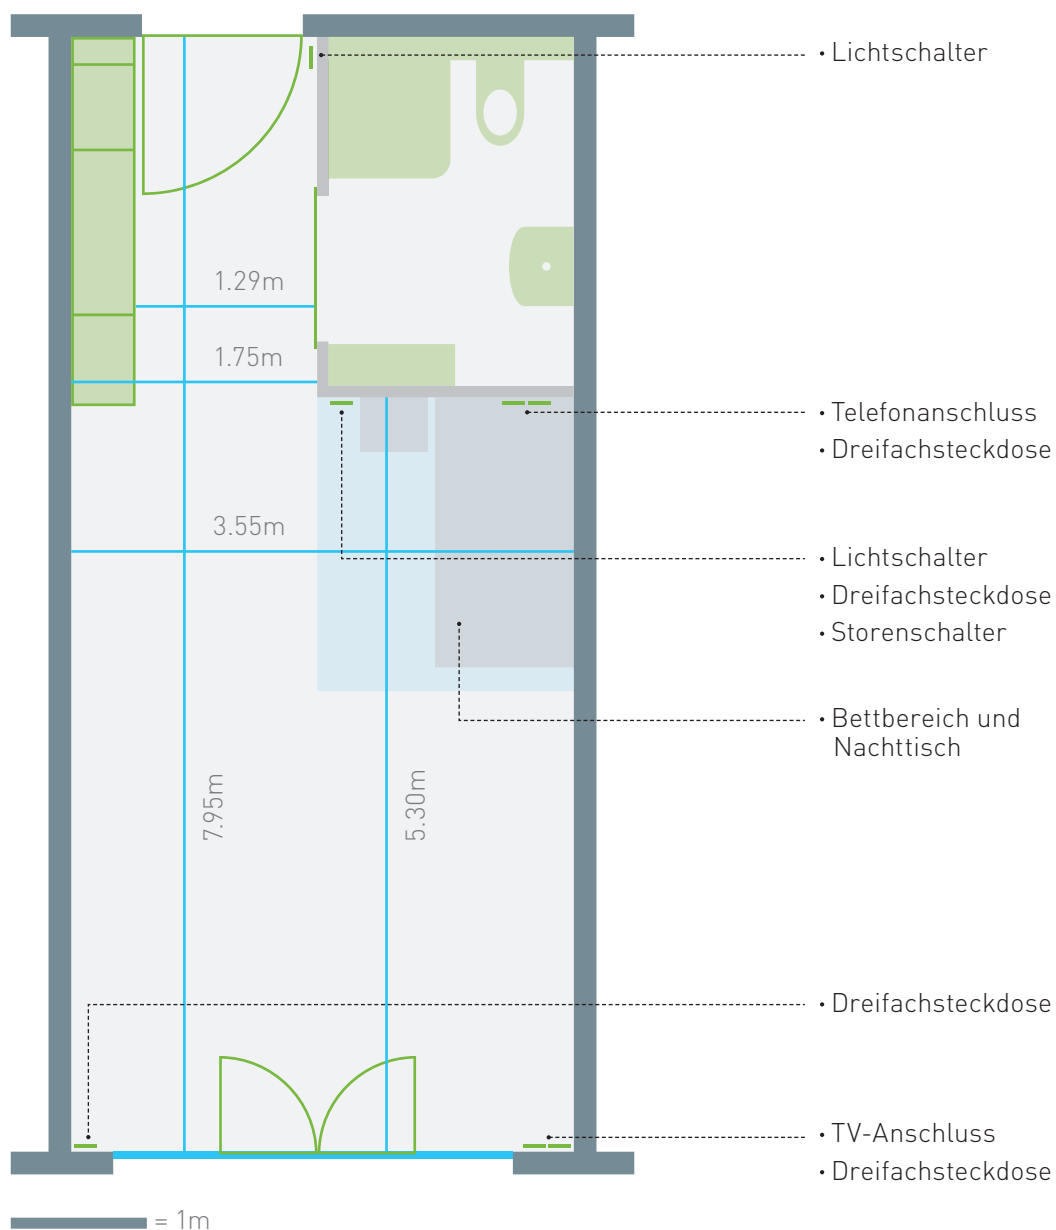 • Lichtschalter
1.29m
1.75m
• Telefonanschluss
• Dreifachsteckdose
3.55m
• Lichtschalter
• Dreifachsteckdose
• Storenschalter
• Bettbereich und
Nachttisch
7.95m
5.30m
• Dreifachsteckdose
• TV-Anschluss
• Dreifachsteckdose
= 1m